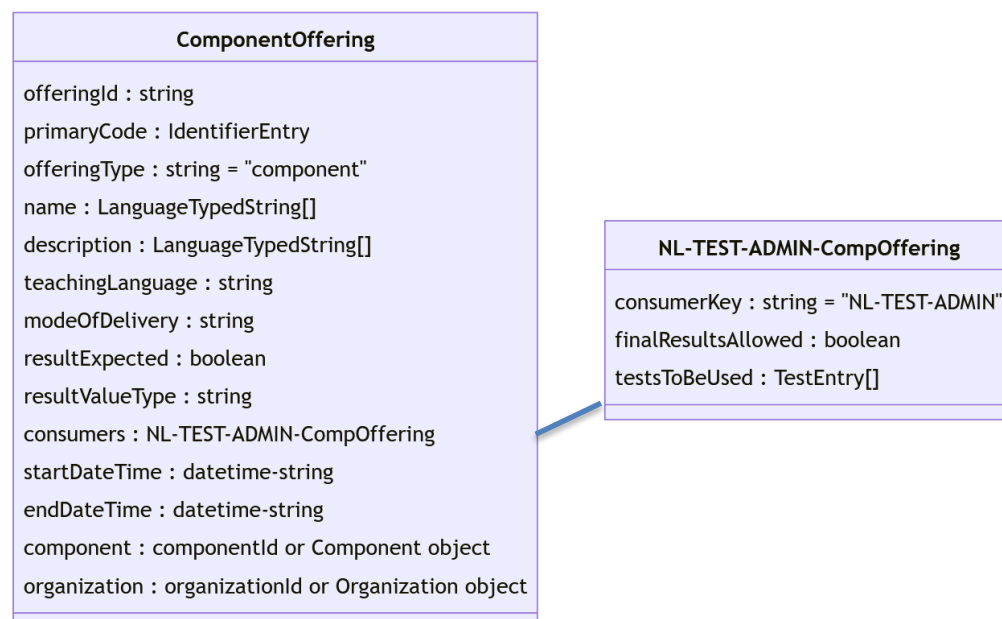 ComponentOffering
offeringId : string
primaryCode : IdentifierEntry
offeringType : string = "component"
name : LanguageTypedString[]
description : LanguageTypedString[]
teachingLanguage : string
modeOfDelivery : string
resultExpected : boolean
resultValueType : string
consumers : NL-TEST-ADMIN-CompOffering
startDateTime : datetime-string
endDateTime : datetime-string
component : componentId or Component object
organization : organizationId or Organization object
NL-TEST-ADMIN-CompOffering
consumerKey : string = "NL-TEST-ADMIN"
finalResultsAllowed : boolean
testsToBeUsed : TestEntry[]